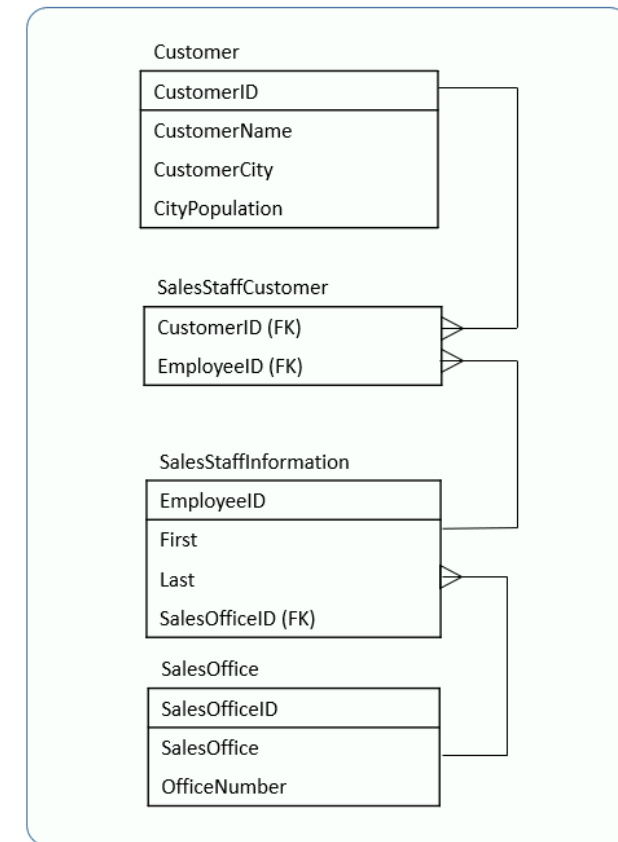 Customer
CustomerID
CustomerName
CustomerCity
CityPopulation
SalesStaffCustomer
CustomerID (FK)
EmployeeID (FK)
SalesStaffInformation
EmployeeID
First
Last
SalesOfficeID (FK)
SalesOffice
SalesOfficeID
SalesOffice
OfficeNumber